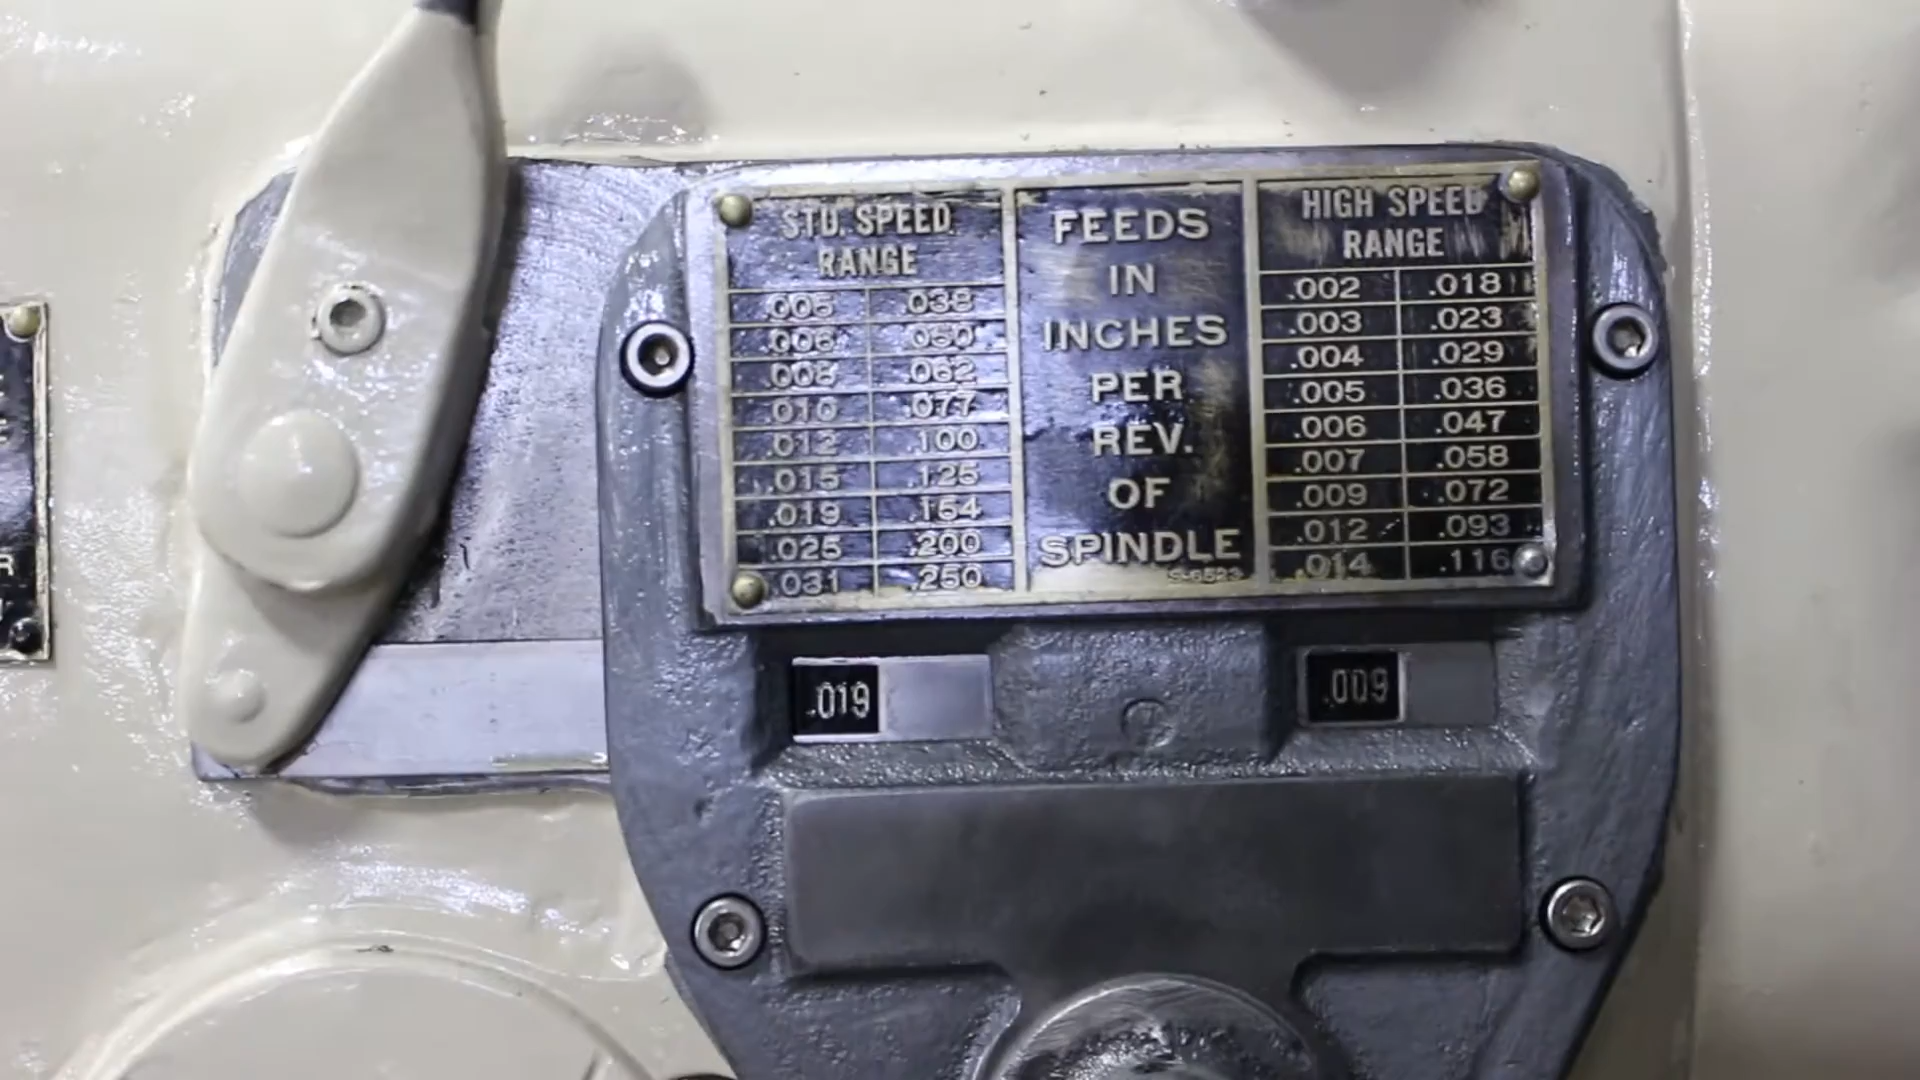 STD. SPEED
RANGE
.005 .038
.006 .050
.008 .062
.010 .077
.012 .100
.015 .125
.019 .154
.025 .200
.031 .250
FEEDS
IN
INCHES
PER
REV.
OF
SPINDLE
S-6523
HIGH SPEED
RANGE
.002 .018
.003 .023
.004 .029
.005 .036
.006 .047
.007 .058
.009 .072
.012 .093
.014 .116
.019
.009
R